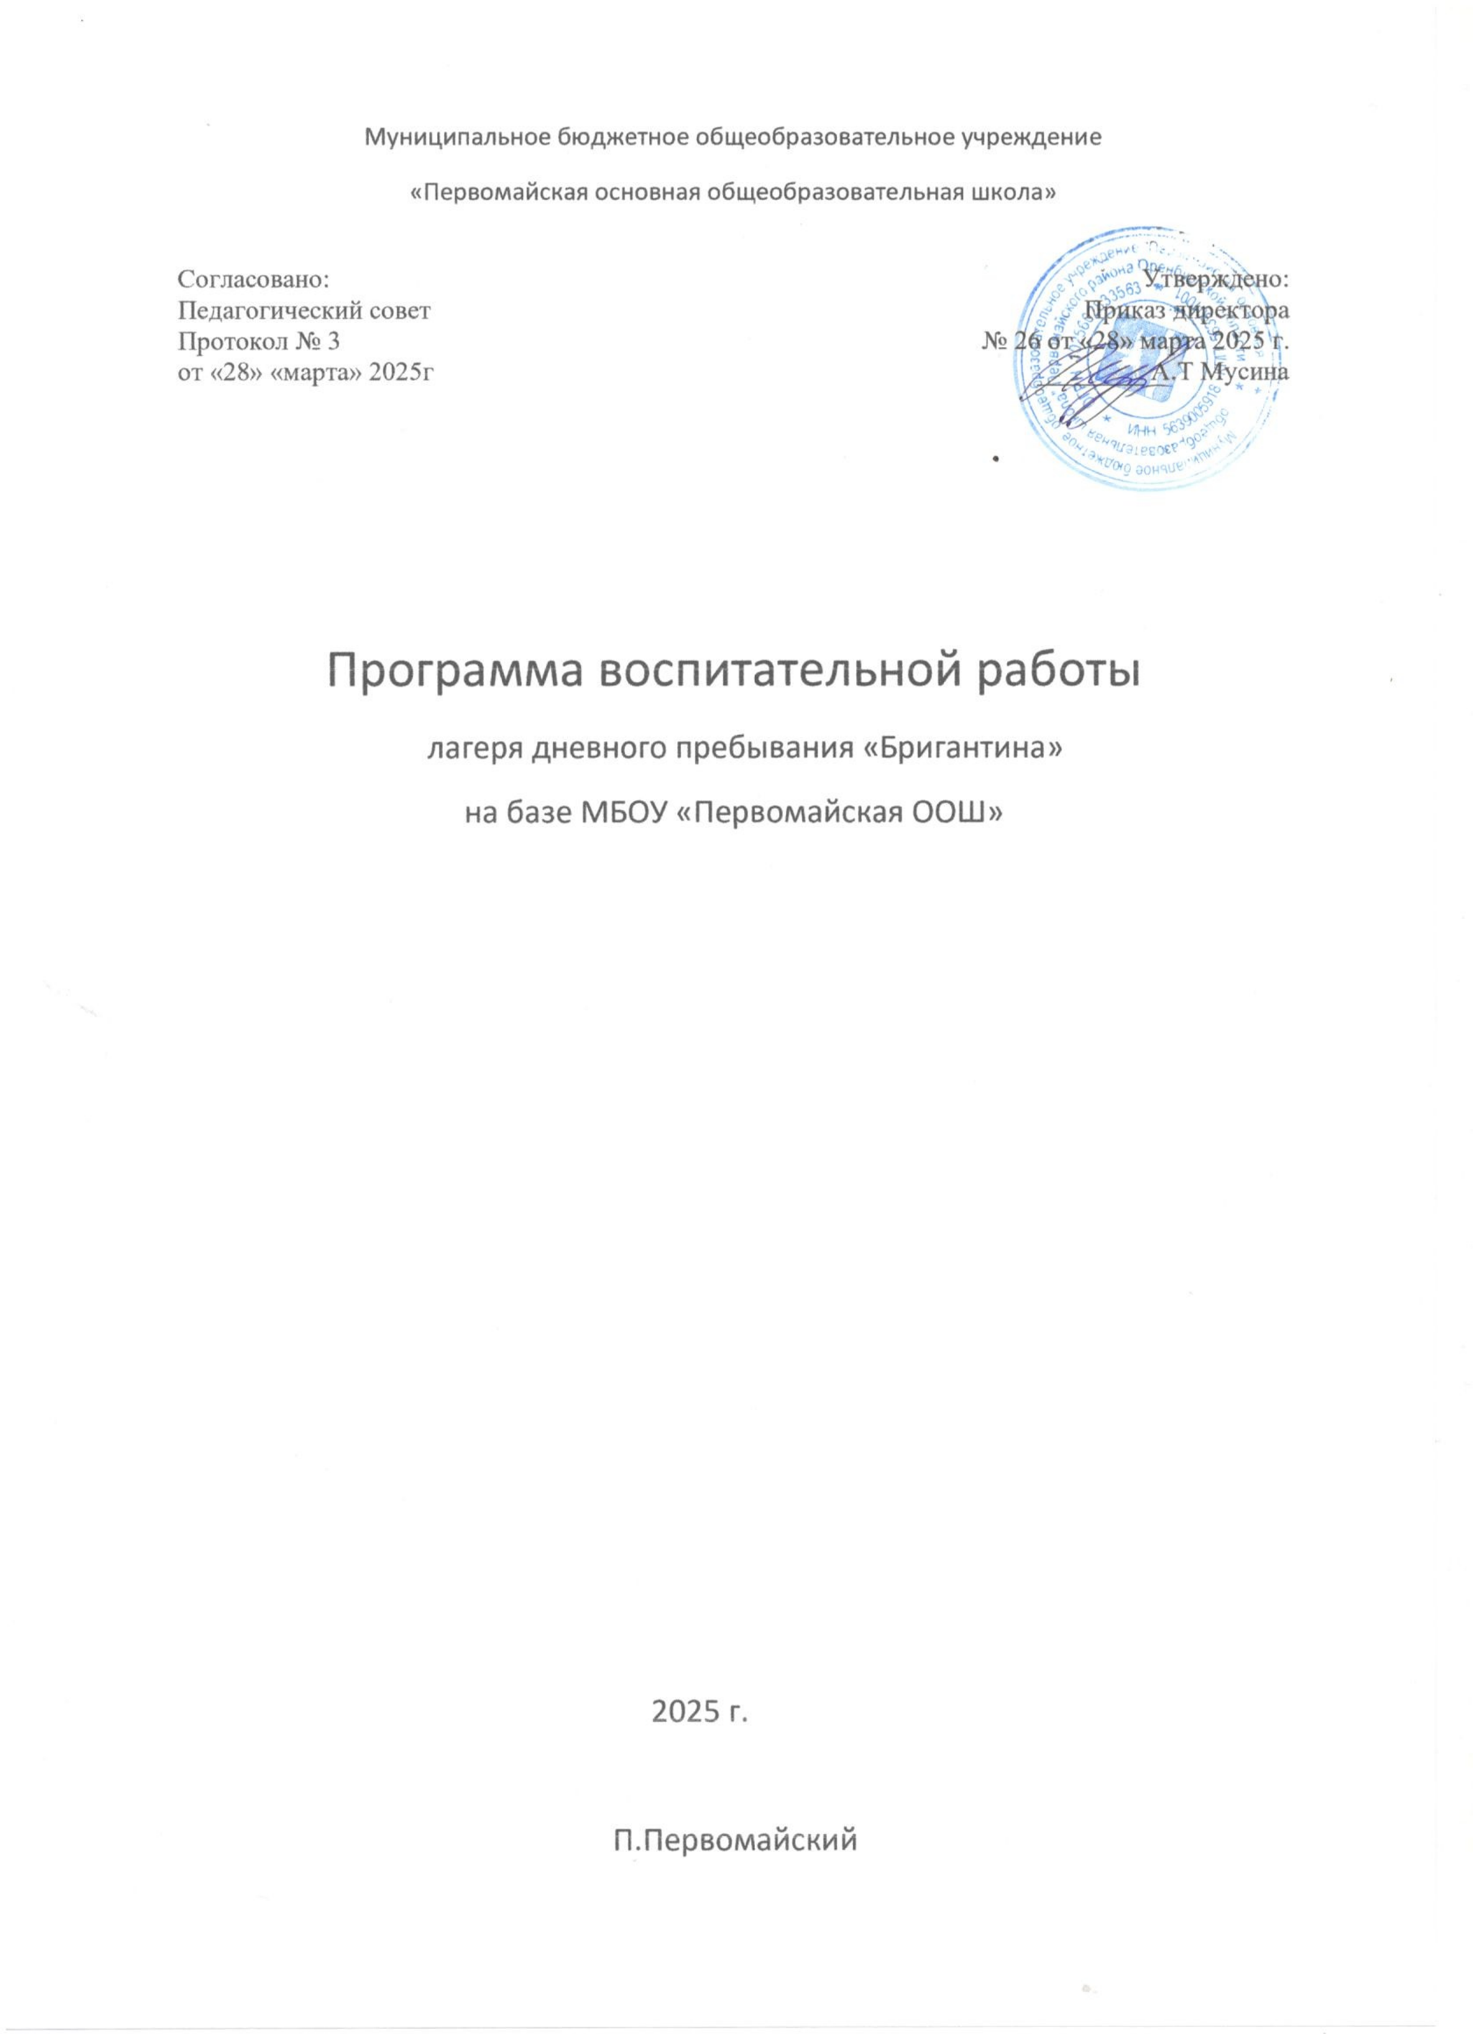 Муниципальное бюджетное общеобразовательное учреждение
«Первомайская основная общеобразовательная школа»
Согласовано:
Педагогический совет
Протокол № 3
от «28» «марта» 2025г
Утверждено:
Приказ директора
№ 26 от «28» марта 2025 г.
А.Т Мусина
ИНН 5639005918
Программа воспитательной работы
лагеря дневного пребывания «Бригантина»
на базе МБОУ «Первомайская ООШ»
2025 г.
П.Первомайский